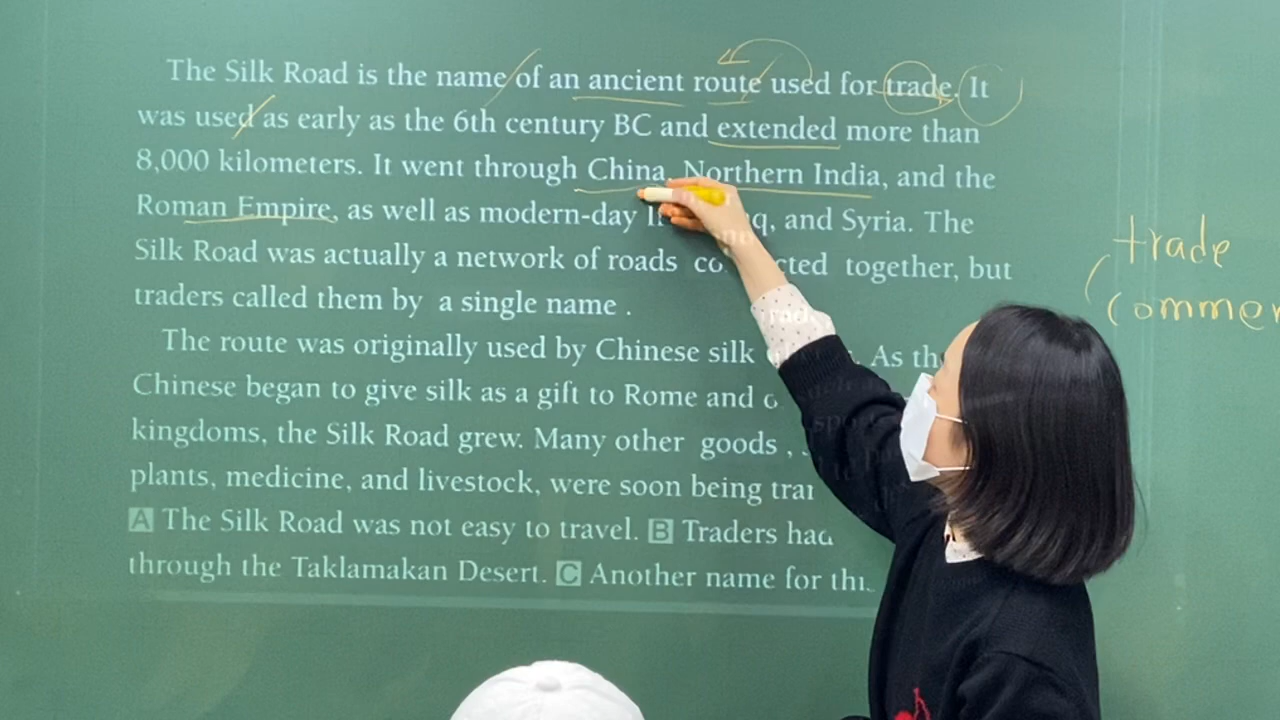 The Silk Road is the name of an ancient route used for trade. It
was used as early as the 6th century BC and extended more than
8,000 kilometers. It went through China, Northern India, and the
Roman Empire, as well as modern-day and Syria. The
Silk Road was actually a network of roads together, but
traders called them by a single name .
The route was originally used by Chinese silk As
Chinese began to give silk as a gift to Rome and
kingdoms, the Silk Road grew. Many other goods ,
plants, medicine, and livestock, were soon being
A The Silk Road was not easy to travel. B Traders had
through the Taklamakan Desert. C Another name for
trade